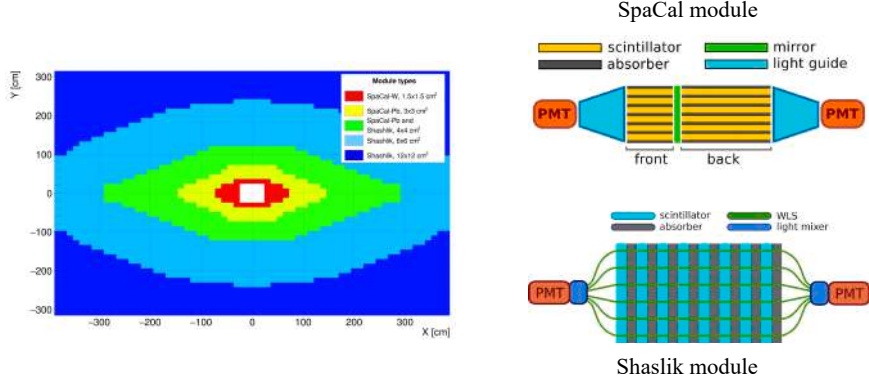 SpaCal module
scintillator
mirror
absorber
light guide
PMT
PMT
front
back
Y [cm]
300
200
100
0
−100
−200
−300
−300
−200
−100
0
100
200
300
X [cm]
Module types
SpaCal-W, 1.5x1.5 cm²
SpaCal-Pb, 3x3 cm²
SpaCal-Pb and
Shashlik, 4x4 cm²
Shashlik, 6x6 cm²
Shashlik, 12x12 cm²
scintillator
WLS
absorber
light mixer
PMT
PMT
Shaslik module